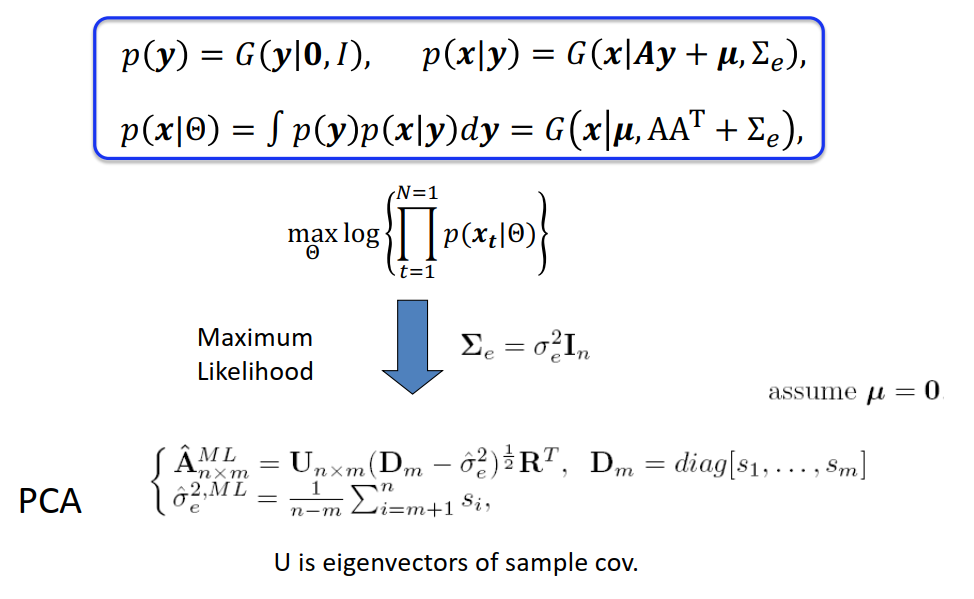 p(y) = G(y|0, I), p(x|y) = G(x|Ay + μ, Σ_e),
p(x|Θ) = ∫ p(y)p(x|y)dy = G(x|μ, AA^T + Σ_e),
max_Θ log {∏_{t=1}^{N=1} p(x_t|Θ)}
Maximum
Likelihood
Σ_e = σ_e^2 I_n
assume μ = 0
Â_{n×m}^{ML} = U_{n×m}(D_m − σ̂_e^2)^{1/2} R^T, D_m = diag[s_1, . . . , s_m]
σ̂_e^{2,ML} = \frac{1}{n−m} ∑_{i=m+1}^{n} s_i,
PCA
U is eigenvectors of sample cov.